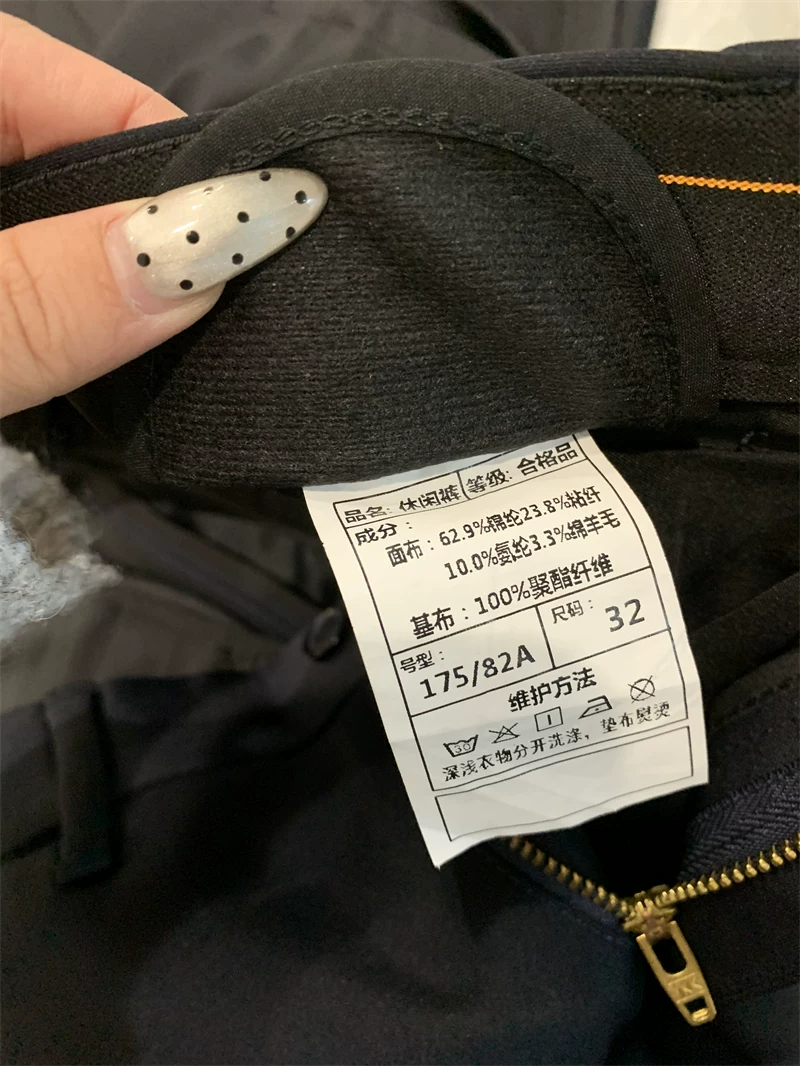 品名: 休闲裤 等级: 合格品
成分:
面布: 62.9%锦纶23.8%粘纤
10.0%氨纶3.3%绵羊毛
基布: 100%聚酯纤维
号型: 175/82A 尺码: 32
维护方法
30
深浅衣物分开洗涤, 垫布熨烫